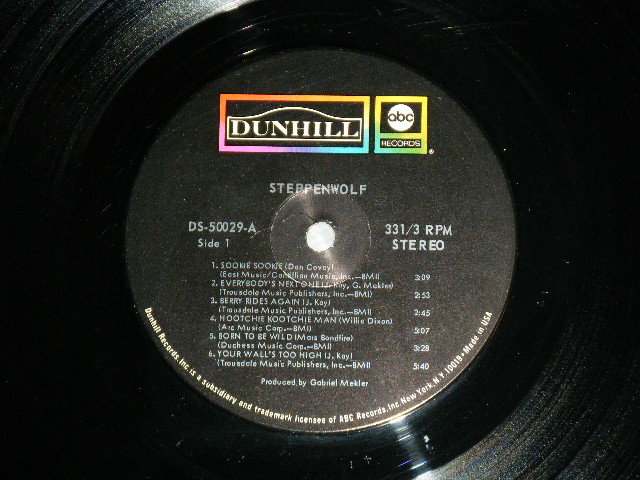 DUNHILL
abc
RECORDS
®
STEPPENWOLF
DS-50029-A
Side 1
331/3 RPM
STEREO
1. SOOKIE SOOKIE (Don Covay)
(East Music/Cotillion Music, Inc.—BMI) 3:09
2. EVERYBODY'S NEXT ONE (J. Kay, G. Mekler)
(Trousdale Music Publishers, Inc.—BMI) 2:53
3. BERRY RIDES AGAIN (J. Kay)
(Trousdale Music Publishers, Inc.—BMI) 2:45
4. HOOTCHIE KOOTCHIE MAN (Willie Dixon)
(Arc Music Corp.—BMI) 5:07
5. BORN TO BE WILD (Mars Bondfire)
(Duchess Music Corp.—BMI) 3:28
6. YOUR WALL'S TOO HIGH (J. Kay)
(Trousdale Music Publishers, Inc.—BMI) 5:40
Produced by Gabriel Mekler
Dunhill Records, Inc. is a subsidiary and trademark licensee of ABC Records, Inc. New York, N.Y. 10019 • Made in USA